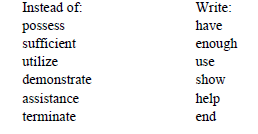 Instead of: Write:
possess have
sufficient enough
utilize use
demonstrate show
assistance help
terminate end